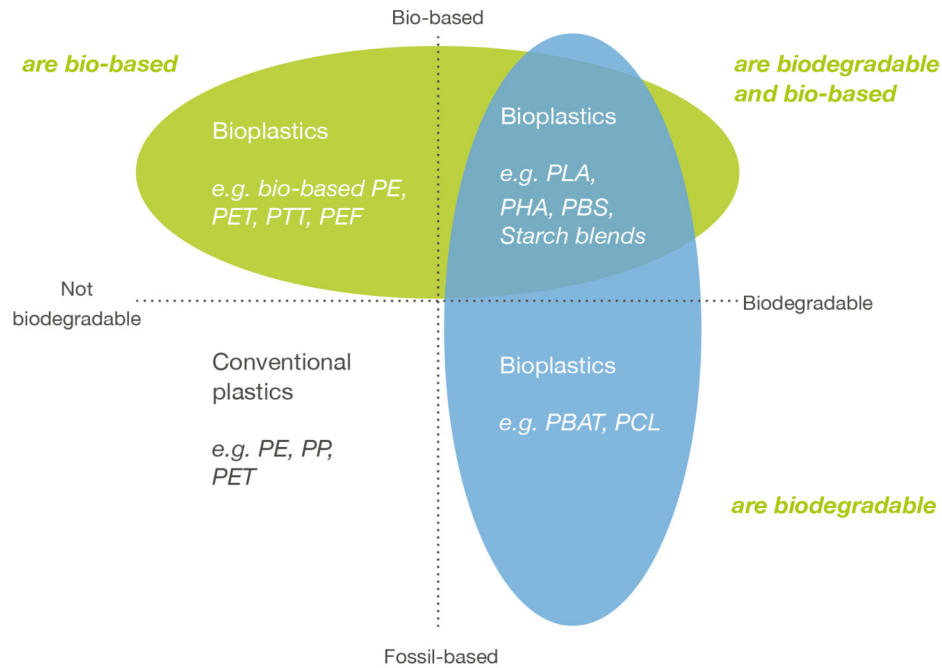 Bio-based
are bio-based
are biodegradable
and bio-based
Bioplastics
e.g. bio-based PE,
PET, PTT, PEF
Bioplastics
e.g. PLA,
PHA, PBS,
Starch blends
Not
biodegradable
Biodegradable
Conventional
plastics
e.g. PE, PP,
PET
Bioplastics
e.g. PBAT, PCL
are biodegradable
Fossil-based